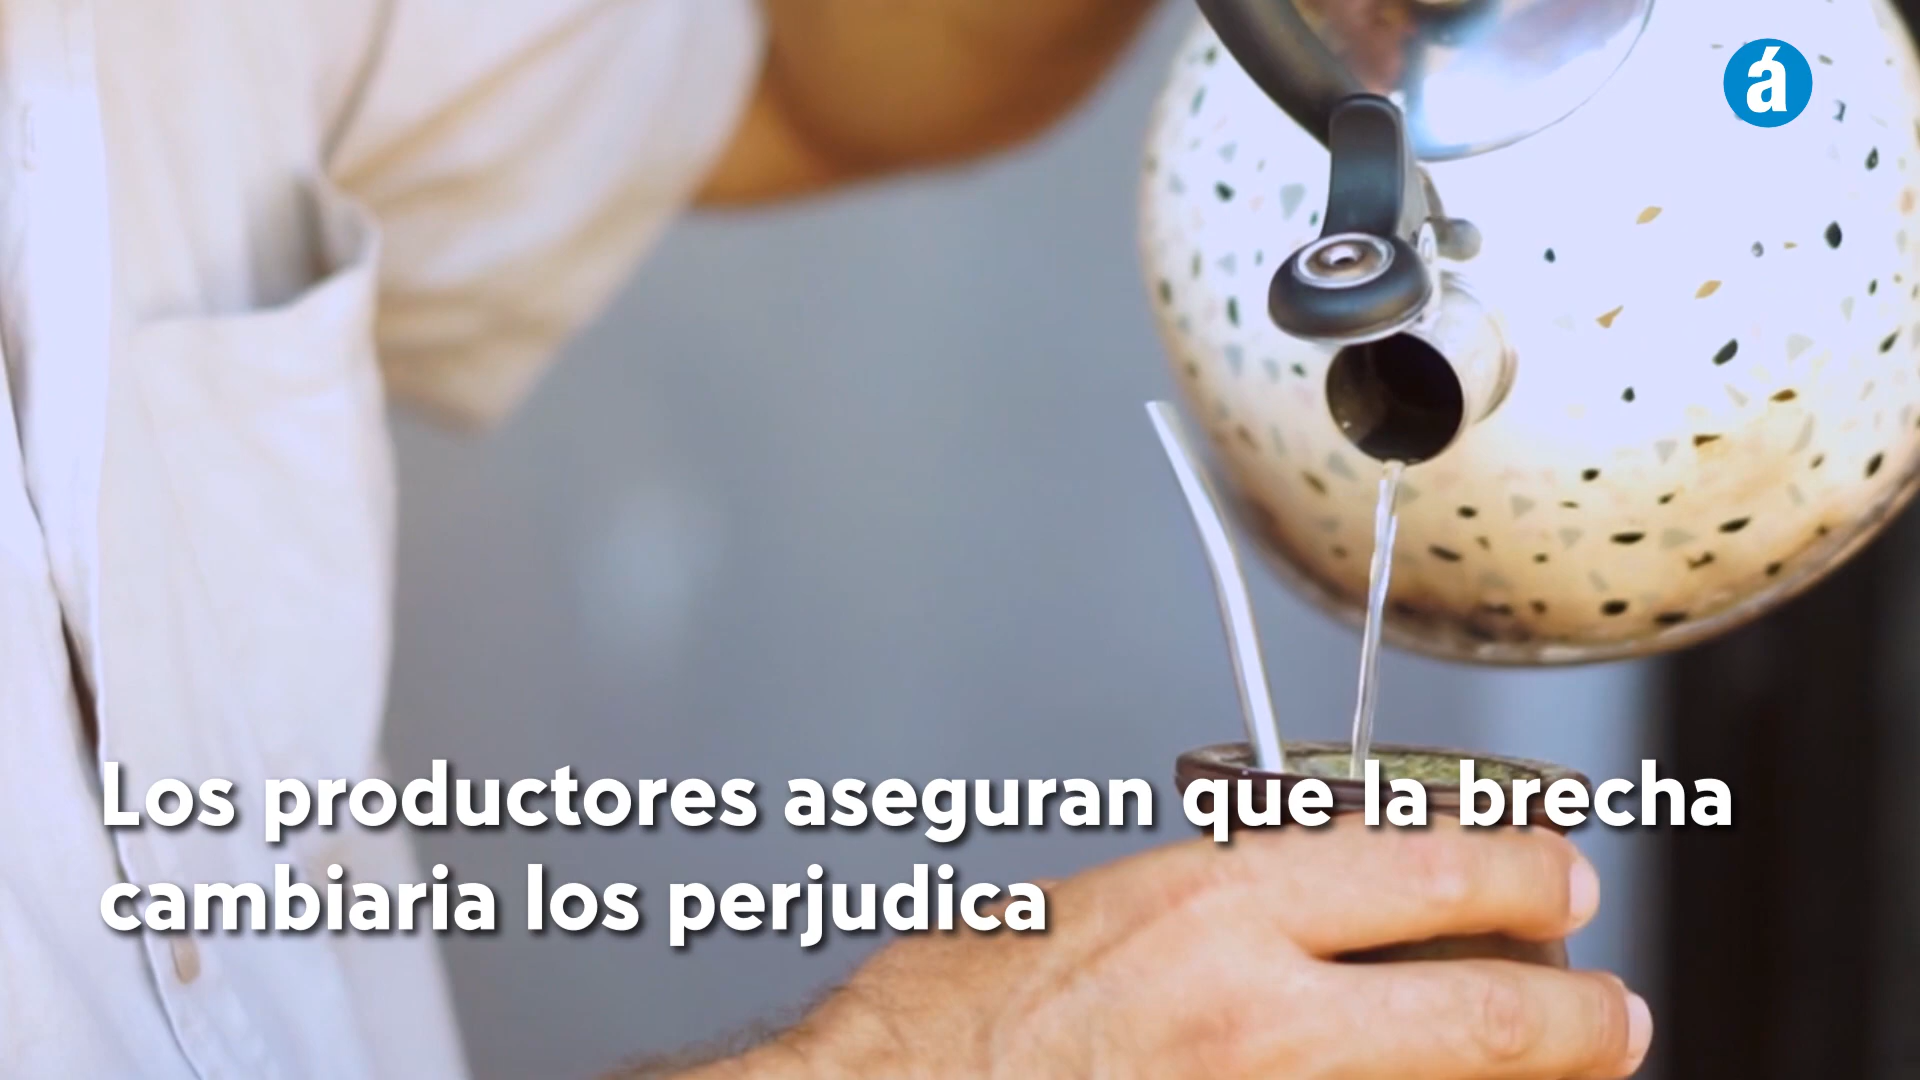 á
Los productores aseguran que la brecha
cambiaria los perjudica